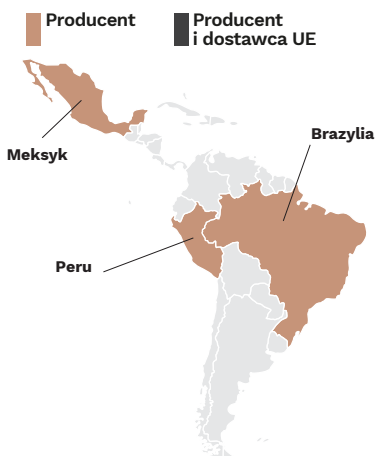 Producent
Producent
i dostawca UE
Meksyk
Brazylia
Peru